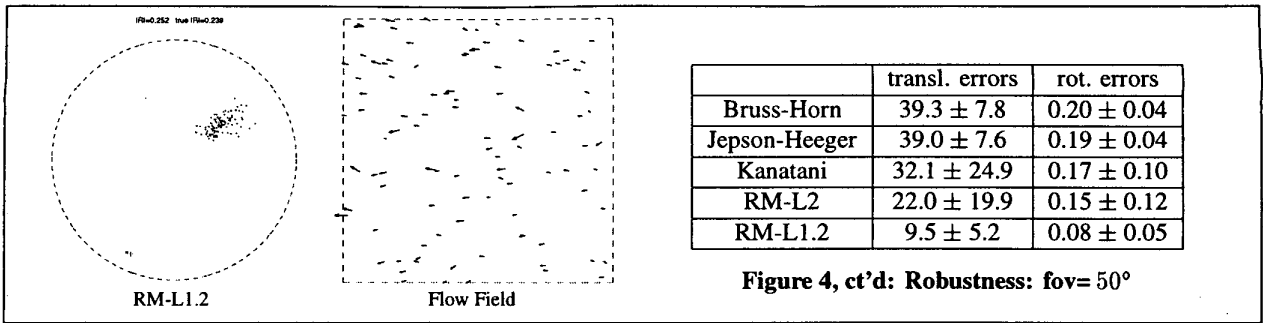 |R|=0.252 true |R|=0.239
RM-L1.2
Flow Field
transl. errors rot. errors
Bruss-Horn 39.3 ± 7.8 0.20 ± 0.04
Jepson-Heeger 39.0 ± 7.6 0.19 ± 0.04
Kanatani 32.1 ± 24.9 0.17 ± 0.10
RM-L2 22.0 ± 19.9 0.15 ± 0.12
RM-L1.2 9.5 ± 5.2 0.08 ± 0.05
Figure 4, ct'd: Robustness: fov= 50°